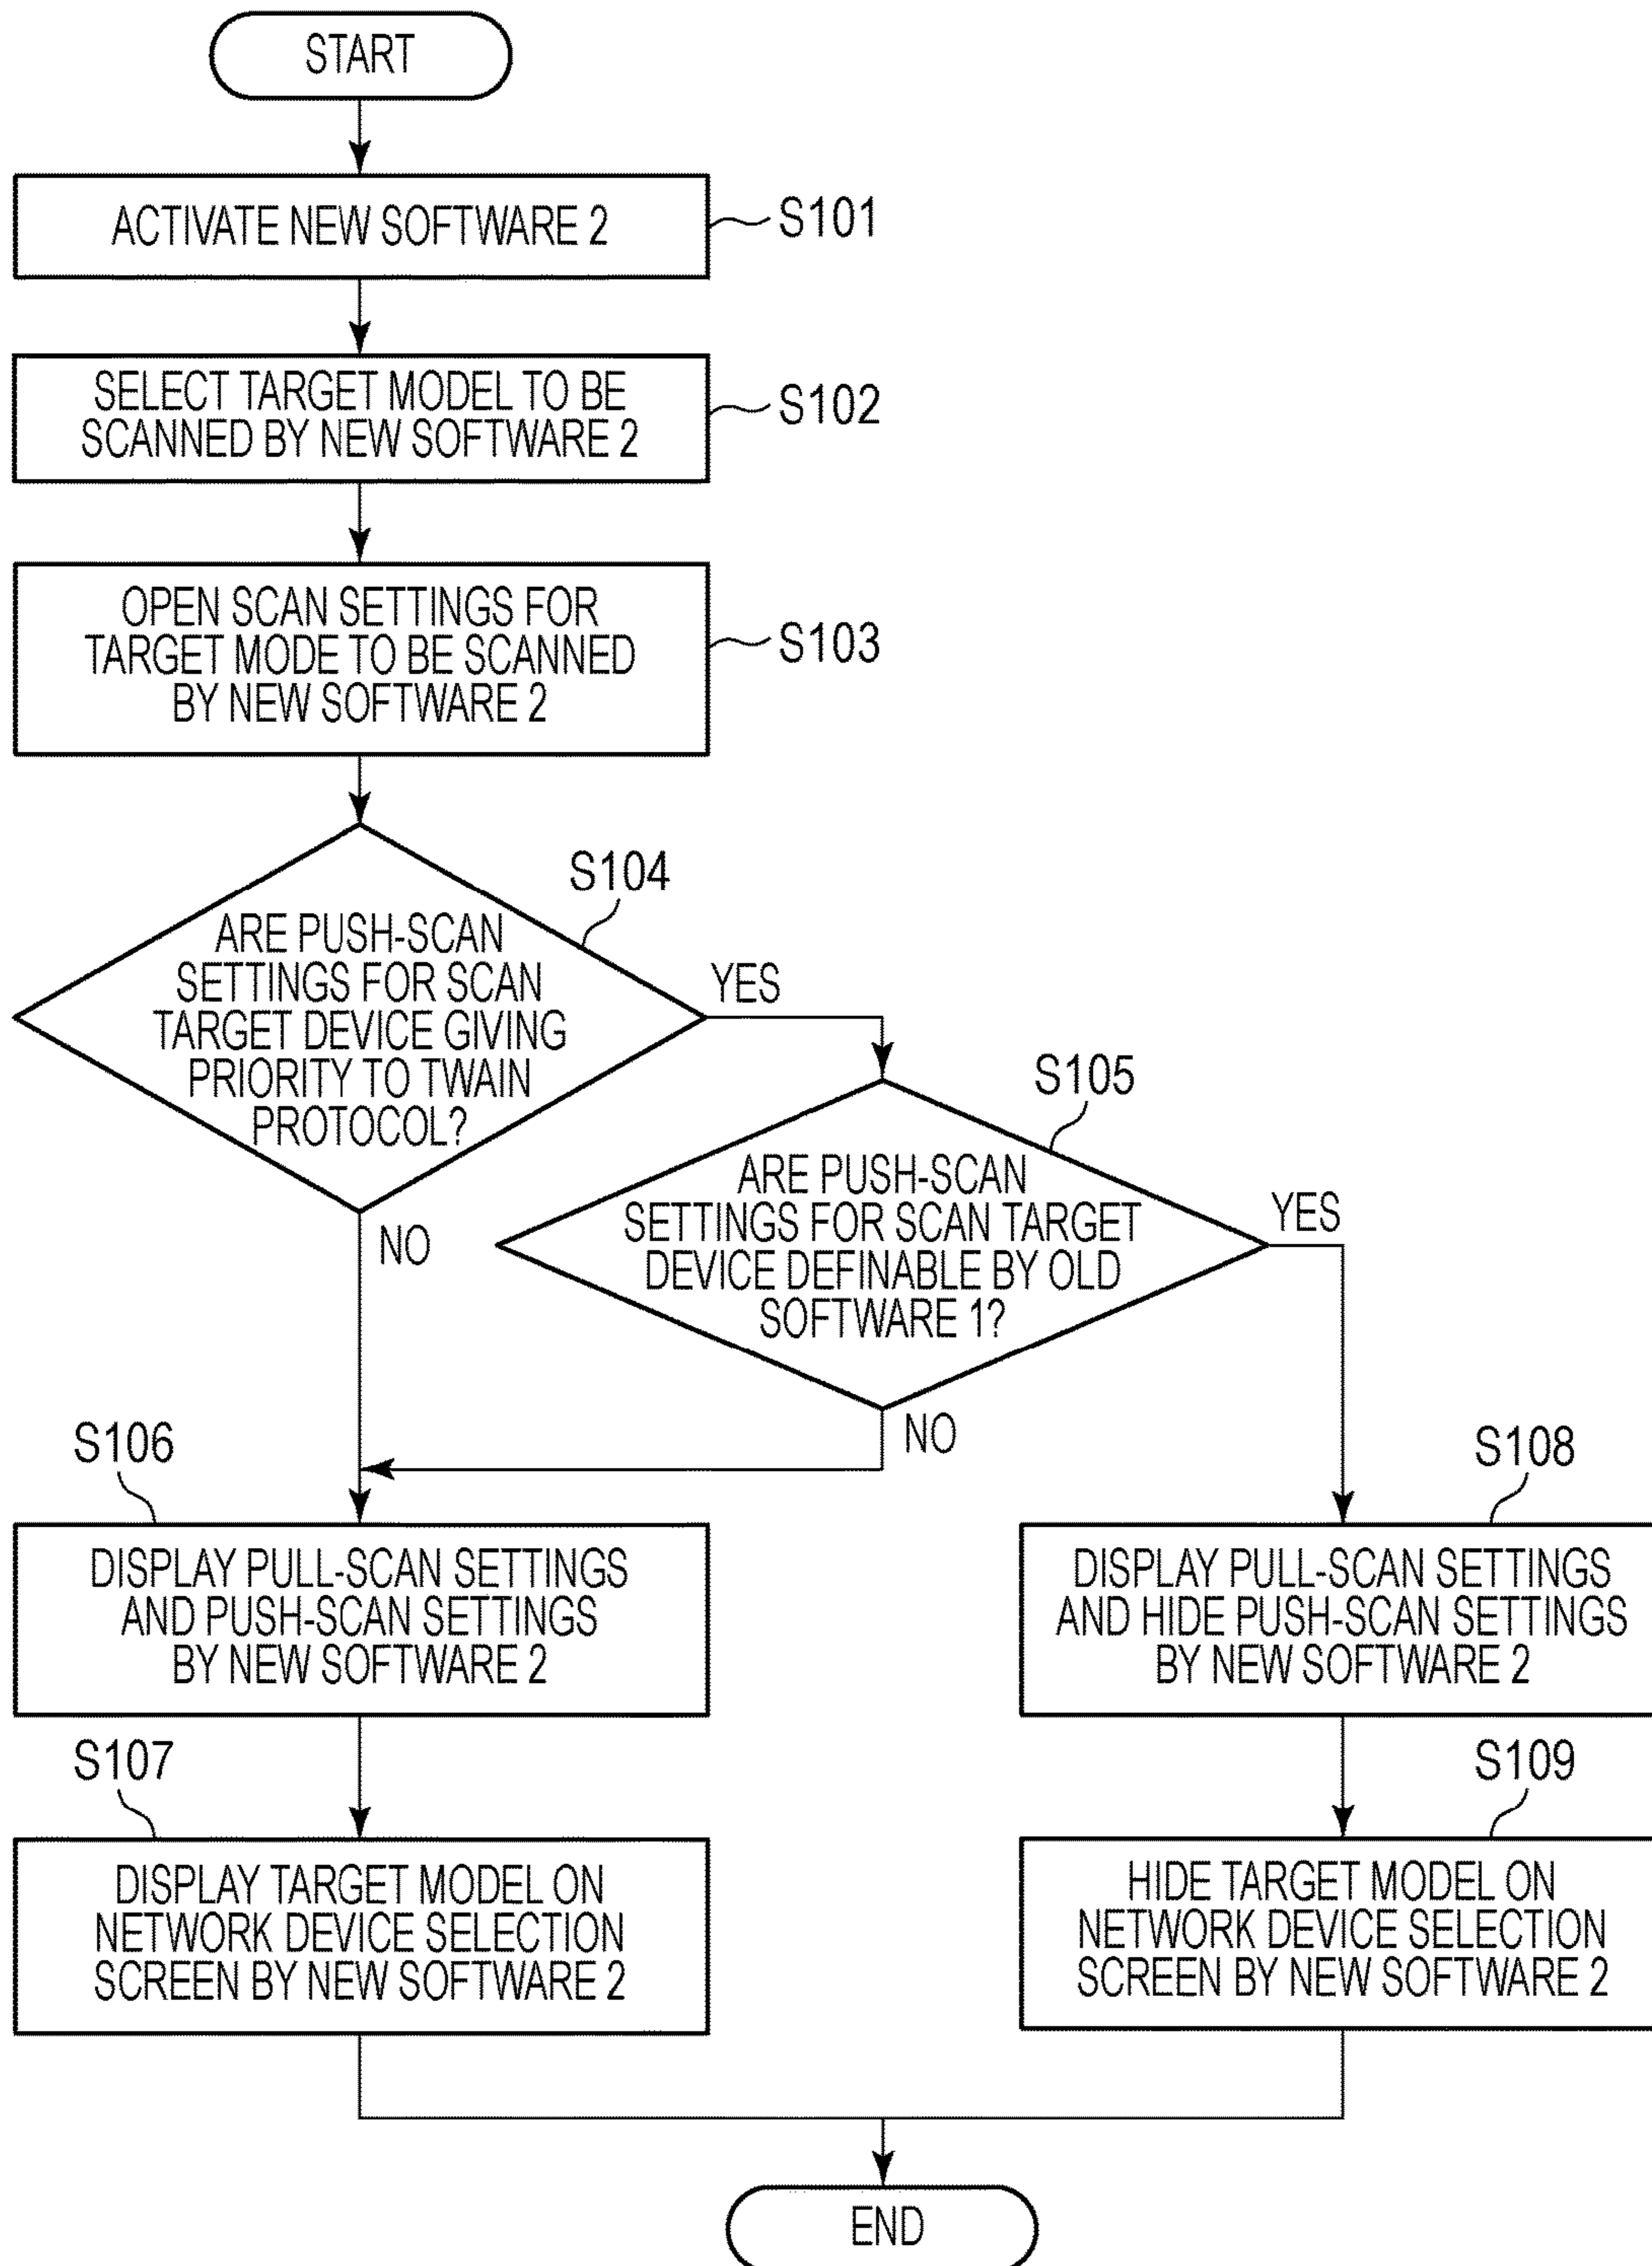 START
ACTIVATE NEW SOFTWARE 2
S101
SELECT TARGET MODEL TO BE
SCANNED BY NEW SOFTWARE 2
S102
OPEN SCAN SETTINGS FOR
TARGET MODE TO BE SCANNED
BY NEW SOFTWARE 2
S103
S104
ARE PUSH-SCAN
SETTINGS FOR SCAN
TARGET DEVICE GIVING
PRIORITY TO TWAIN
PROTOCOL?
YES
NO
S105
ARE PUSH-SCAN
SETTINGS FOR SCAN TARGET
DEVICE DEFINABLE BY OLD
SOFTWARE 1?
YES
NO
S106
DISPLAY PULL-SCAN SETTINGS
AND PUSH-SCAN SETTINGS
BY NEW SOFTWARE 2
S107
DISPLAY TARGET MODEL ON
NETWORK DEVICE SELECTION
SCREEN BY NEW SOFTWARE 2
S108
DISPLAY PULL-SCAN SETTINGS
AND HIDE PUSH-SCAN SETTINGS
BY NEW SOFTWARE 2
S109
HIDE TARGET MODEL ON
NETWORK DEVICE SELECTION
SCREEN BY NEW SOFTWARE 2
END